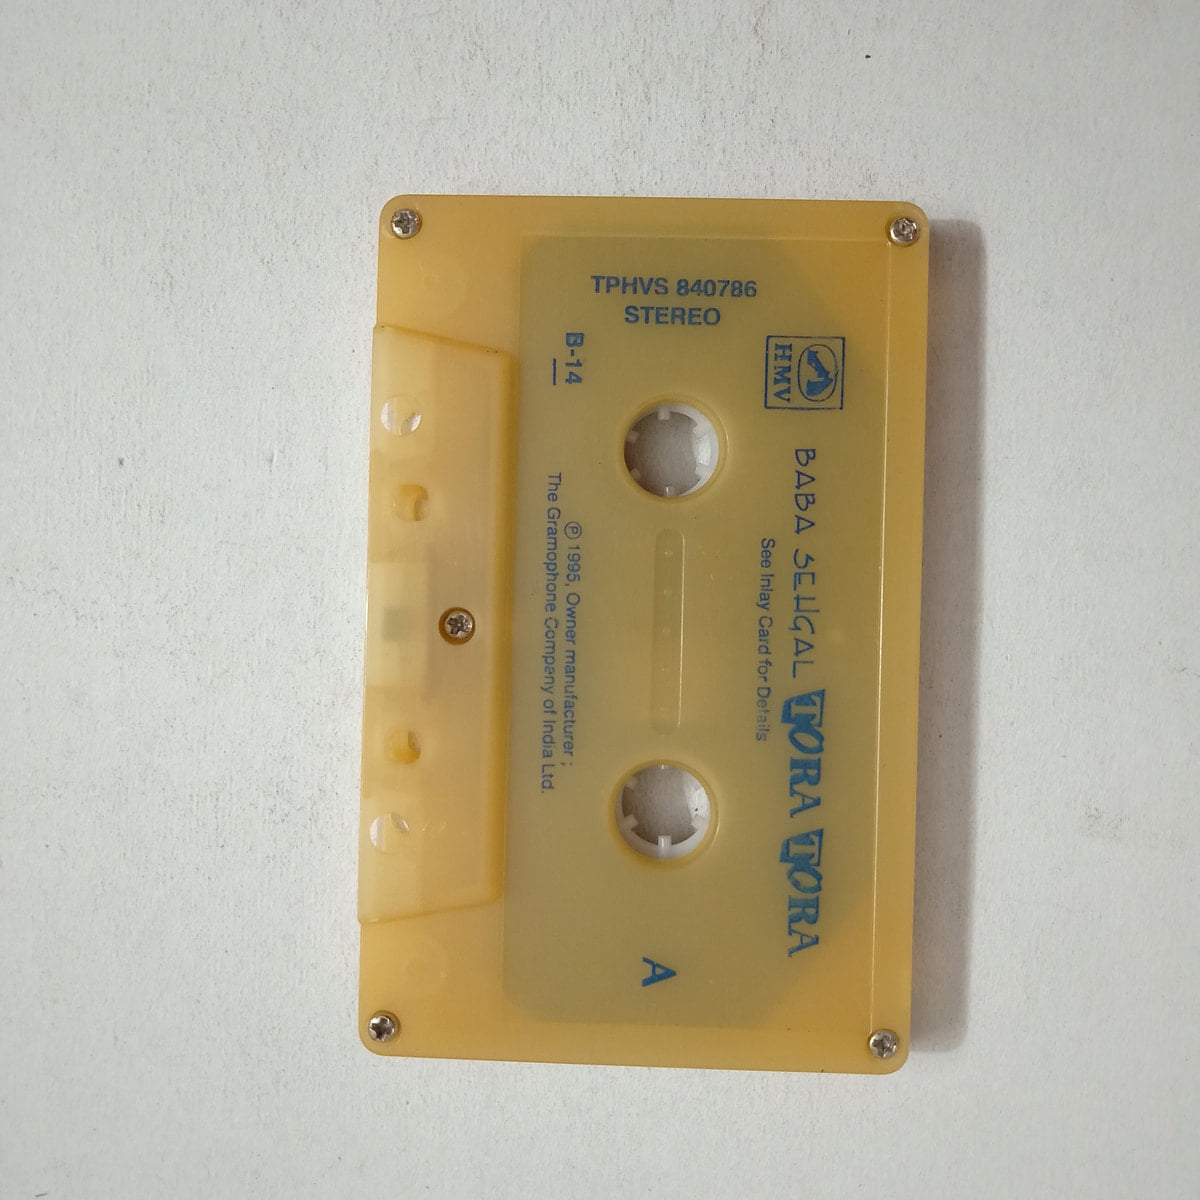 TPHVS 840786
STEREO
HMV
BABA SEHGAL TORA TORA
See Inlay Card for Details
B-14
A
Ⓟ 1995, Owner manufacturer ;
The Gramophone Company of India Ltd.